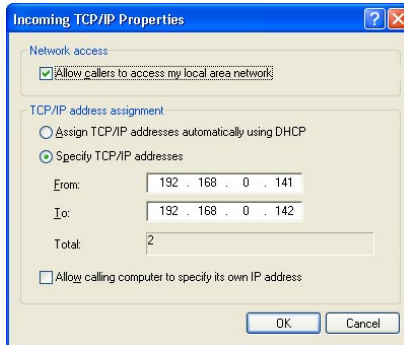 Incoming TCP/IP Properties
Network access
Allow callers to access my local area network
TCP/IP address assignment
Assign TCP/IP addresses automatically using DHCP
Specify TCP/IP addresses
From: 192 . 168 . 0 . 141
To: 192 . 168 . 0 . 142
Total: 2
Allow calling computer to specify its own IP address
OK Cancel